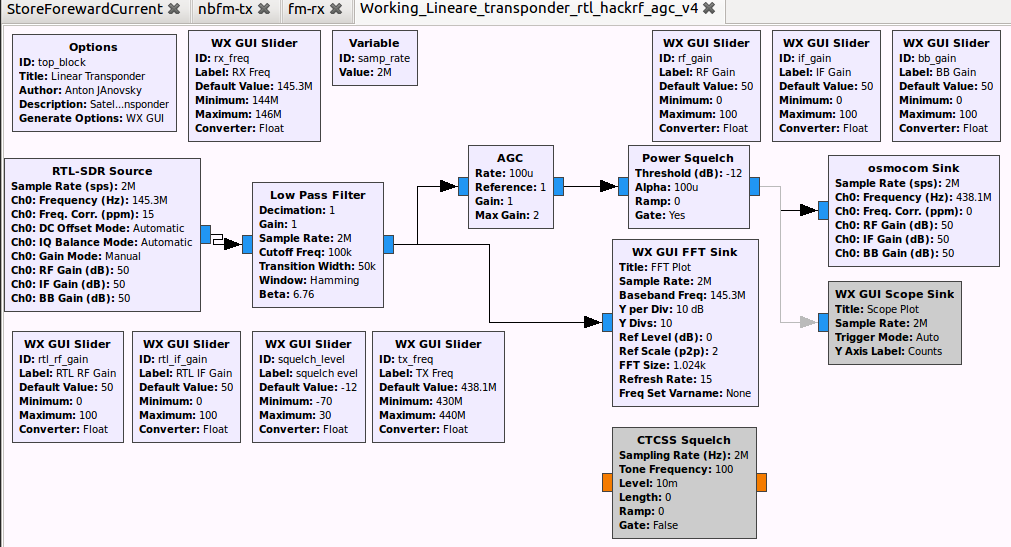 StoreForwardCurrent
nbfm-tx
fm-rx
Working_Lineare_transponder_rtl_hackrf_agc_v4
Options
ID: top_block
Title: Linear Transponder
Author: Anton JAnovsky
Description: Satel...nsponder
Generate Options: WX GUI
WX GUI Slider
ID: rx_freq
Label: RX Freq
Default Value: 145.3M
Minimum: 144M
Maximum: 146M
Converter: Float
Variable
ID: samp_rate
Value: 2M
WX GUI Slider
ID: rf_gain
Label: RF Gain
Default Value: 50
Minimum: 0
Maximum: 100
Converter: Float
WX GUI Slider
ID: if_gain
Label: IF Gain
Default Value: 50
Minimum: 0
Maximum: 100
Converter: Float
WX GUI Slider
ID: bb_gain
Label: BB Gain
Default Value: 50
Minimum: 0
Maximum: 100
Converter: Float
RTL-SDR Source
Sample Rate (sps): 2M
Ch0: Frequency (Hz): 145.3M
Ch0: Freq. Corr. (ppm): 15
Ch0: DC Offset Mode: Automatic
Ch0: IQ Balance Mode: Automatic
Ch0: Gain Mode: Manual
Ch0: RF Gain (dB): 50
Ch0: IF Gain (dB): 50
Ch0: BB Gain (dB): 50
Low Pass Filter
Decimation: 1
Gain: 1
Sample Rate: 2M
Cutoff Freq: 100k
Transition Width: 50k
Window: Hamming
Beta: 6.76
AGC
Rate: 100u
Reference: 1
Gain: 1
Max Gain: 2
Power Squelch
Threshold (dB): -12
Alpha: 100u
Ramp: 0
Gate: Yes
osmocom Sink
Sample Rate (sps): 2M
Ch0: Frequency (Hz): 438.1M
Ch0: Freq. Corr. (ppm): 0
Ch0: RF Gain (dB): 50
Ch0: IF Gain (dB): 50
Ch0: BB Gain (dB): 50
WX GUI FFT Sink
Title: FFT Plot
Sample Rate: 2M
Baseband Freq: 145.3M
Y per Div: 10 dB
Y Divs: 10
Ref Level (dB): 0
Ref Scale (p2p): 2
FFT Size: 1.024k
Refresh Rate: 15
Freq Set Varname: None
WX GUI Scope Sink
Title: Scope Plot
Sample Rate: 2M
Trigger Mode: Auto
Y Axis Label: Counts
WX GUI Slider
ID: rtl_rf_gain
Label: RTL RF Gain
Default Value: 50
Minimum: 0
Maximum: 100
Converter: Float
WX GUI Slider
ID: rtl_if_gain
Label: RTL IF Gain
Default Value: 50
Minimum: 0
Maximum: 100
Converter: Float
WX GUI Slider
ID: squelch_level
Label: squelch evel
Default Value: -12
Minimum: -70
Maximum: 30
Converter: Float
WX GUI Slider
ID: tx_freq
Label: TX Freq
Default Value: 438.1M
Minimum: 430M
Maximum: 440M
Converter: Float
CTCSS Squelch
Sampling Rate (Hz): 2M
Tone Frequency: 100
Level: 10m
Length: 0
Ramp: 0
Gate: False